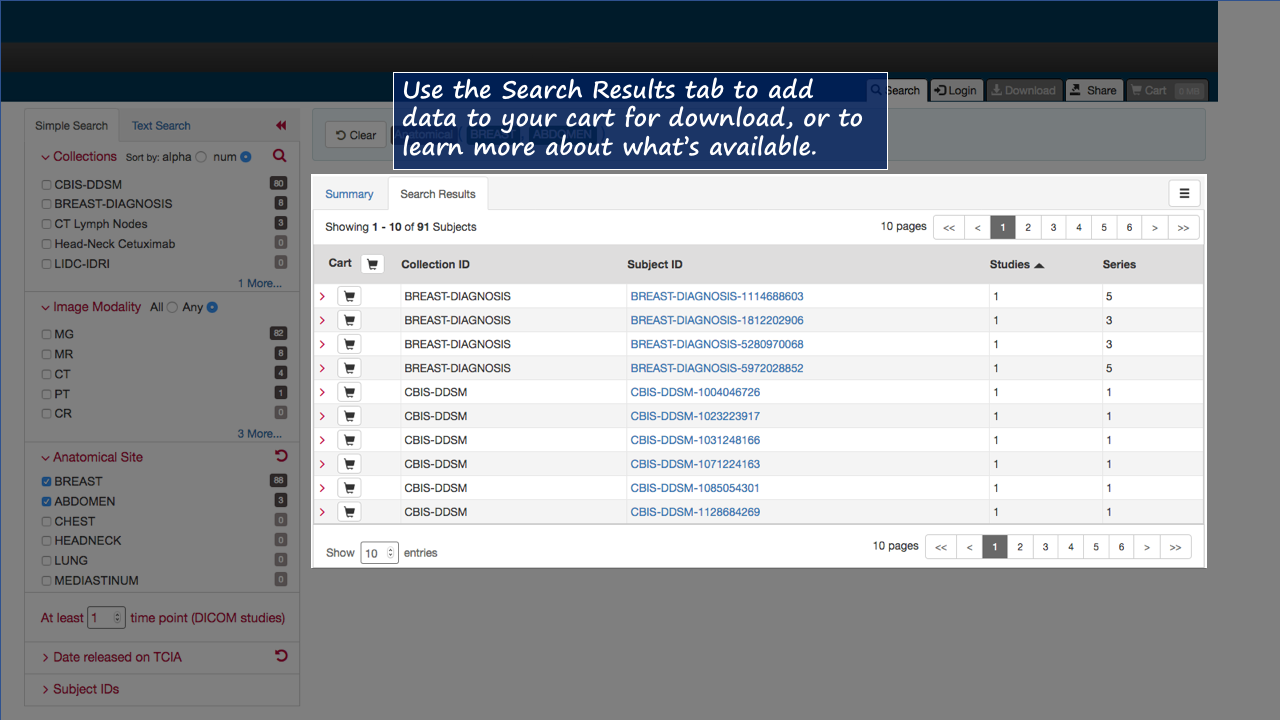 Use the Search Results tab to add
data to your cart for download, or to
learn more about what's available.
Search Login Download Share Cart 0 MB
Simple Search Text Search
Clear Anatomical BREAST ABDOMEN
Collections Sort by: alpha num
CBIS-DDSM 80
BREAST-DIAGNOSIS 8
CT Lymph Nodes 3
Head-Neck Cetuximab 0
LIDC-IDRI 0
1 More...
Image Modality All Any
MG 82
MR 8
CT 4
PT 1
CR 0
3 More...
Anatomical Site
BREAST 88
ABDOMEN 3
CHEST 0
HEADNECK 0
LUNG 0
MEDIASTINUM 0
At least 1 time point (DICOM studies)
Date released on TCIA
Subject IDs
Summary Search Results
Showing 1 - 10 of 91 Subjects 10 pages << < 1 2 3 4 5 6 > >>
Cart Collection ID Subject ID Studies Series
BREAST-DIAGNOSIS BREAST-DIAGNOSIS-1114688603 1 5
BREAST-DIAGNOSIS BREAST-DIAGNOSIS-1812202906 1 3
BREAST-DIAGNOSIS BREAST-DIAGNOSIS-5280970068 1 3
BREAST-DIAGNOSIS BREAST-DIAGNOSIS-5972028852 1 5
CBIS-DDSM CBIS-DDSM-1004046726 1 1
CBIS-DDSM CBIS-DDSM-1023223917 1 1
CBIS-DDSM CBIS-DDSM-1031248166 1 1
CBIS-DDSM CBIS-DDSM-1071224163 1 1
CBIS-DDSM CBIS-DDSM-1085054301 1 1
CBIS-DDSM CBIS-DDSM-1128684269 1 1
Show 10 entries 10 pages << < 1 2 3 4 5 6 > >>